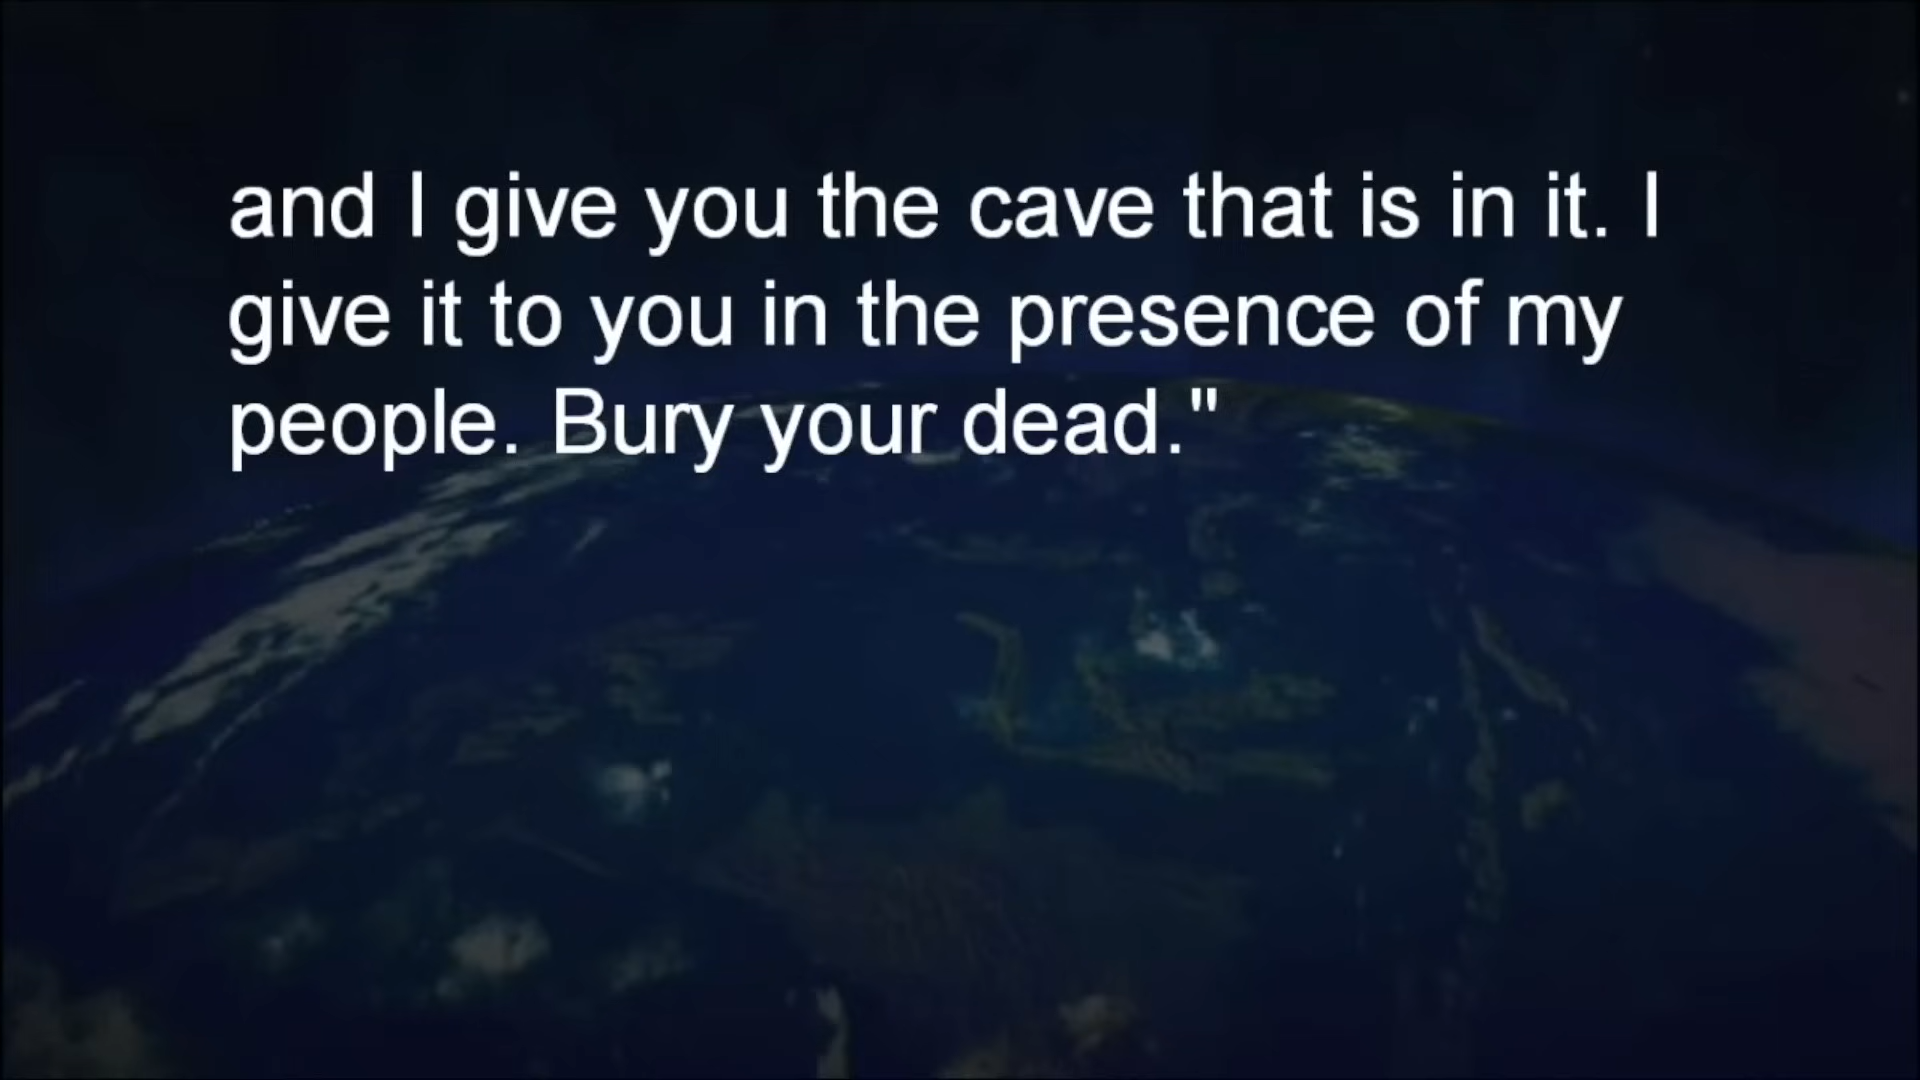 and I give you the cave that is in it. I
give it to you in the presence of my
people. Bury your dead."